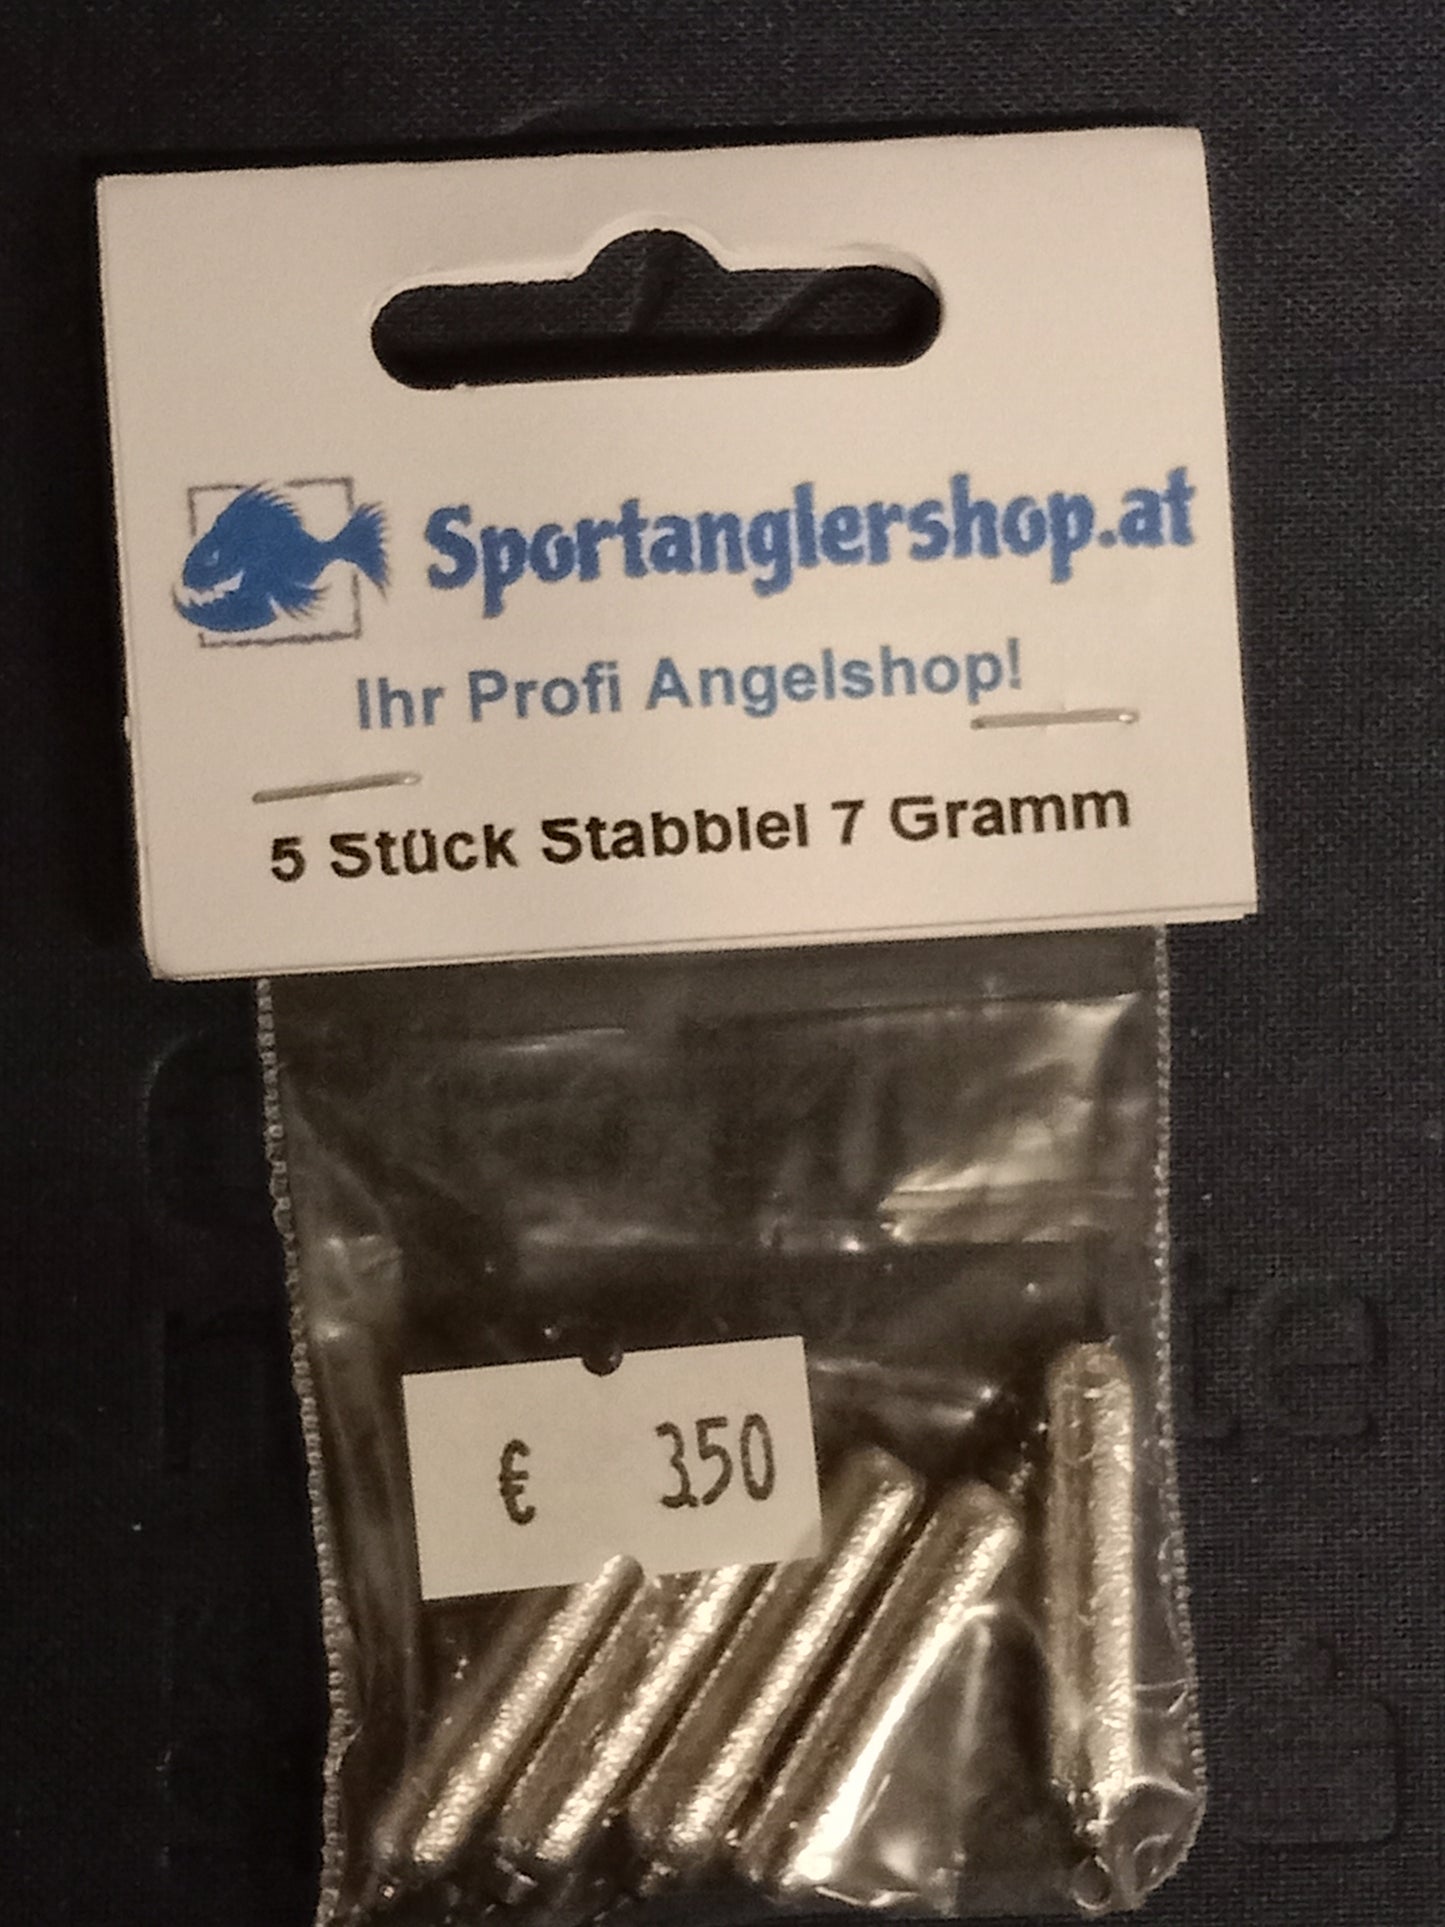 Sportanglershop.at
Ihr Profi Angelshop!
5 Stück Stabblei 7 Gramm
€ 350